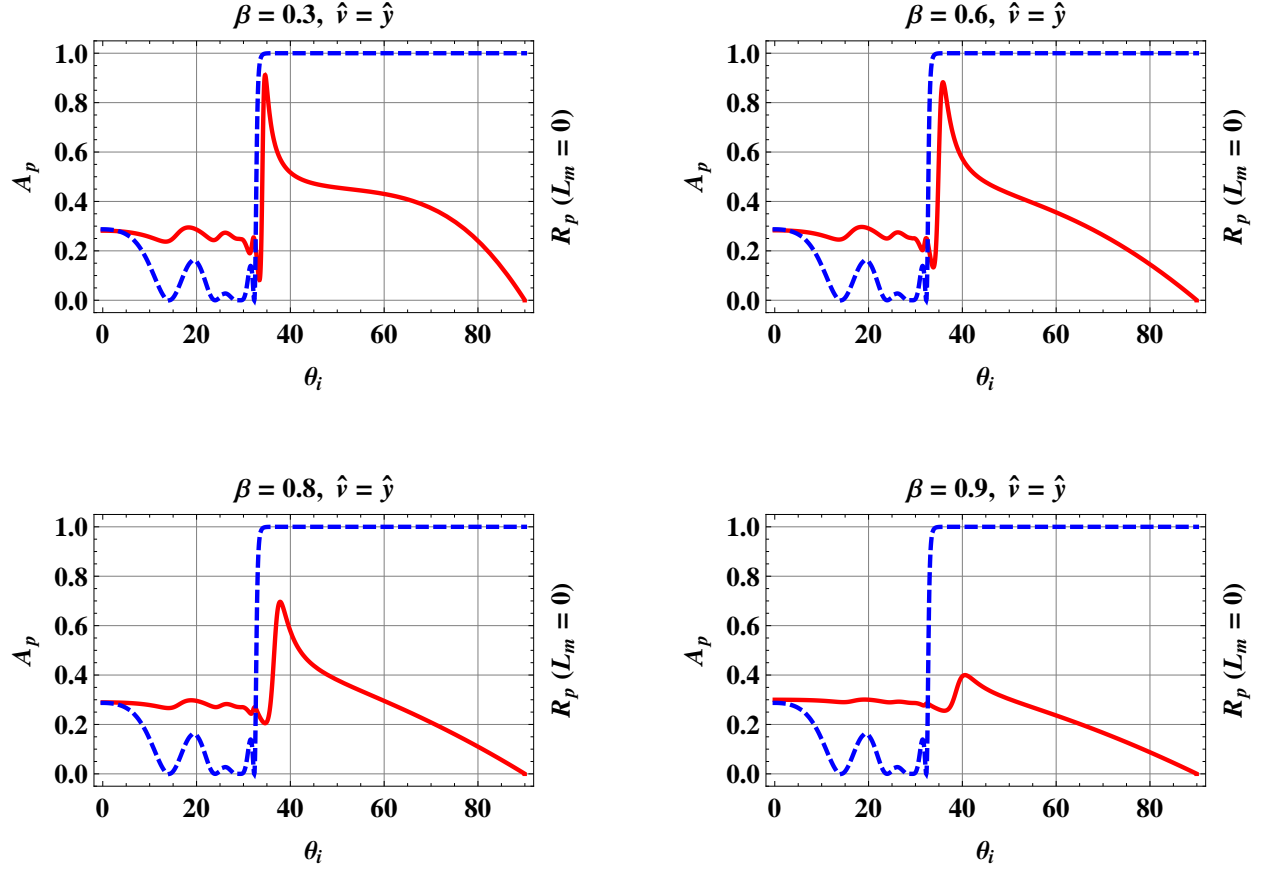 β = 0.3, v̂ = ŷ
1.0
0.8
0.6
0.4
0.2
0.0
A_p
R_p (L_m = 0)
0 20 40 60 80
θ_i
β = 0.6, v̂ = ŷ
1.0
0.8
0.6
0.4
0.2
0.0
A_p
R_p (L_m = 0)
0 20 40 60 80
θ_i
β = 0.8, v̂ = ŷ
1.0
0.8
0.6
0.4
0.2
0.0
A_p
R_p (L_m = 0)
0 20 40 60 80
θ_i
β = 0.9, v̂ = ŷ
1.0
0.8
0.6
0.4
0.2
0.0
A_p
R_p (L_m = 0)
0 20 40 60 80
θ_i